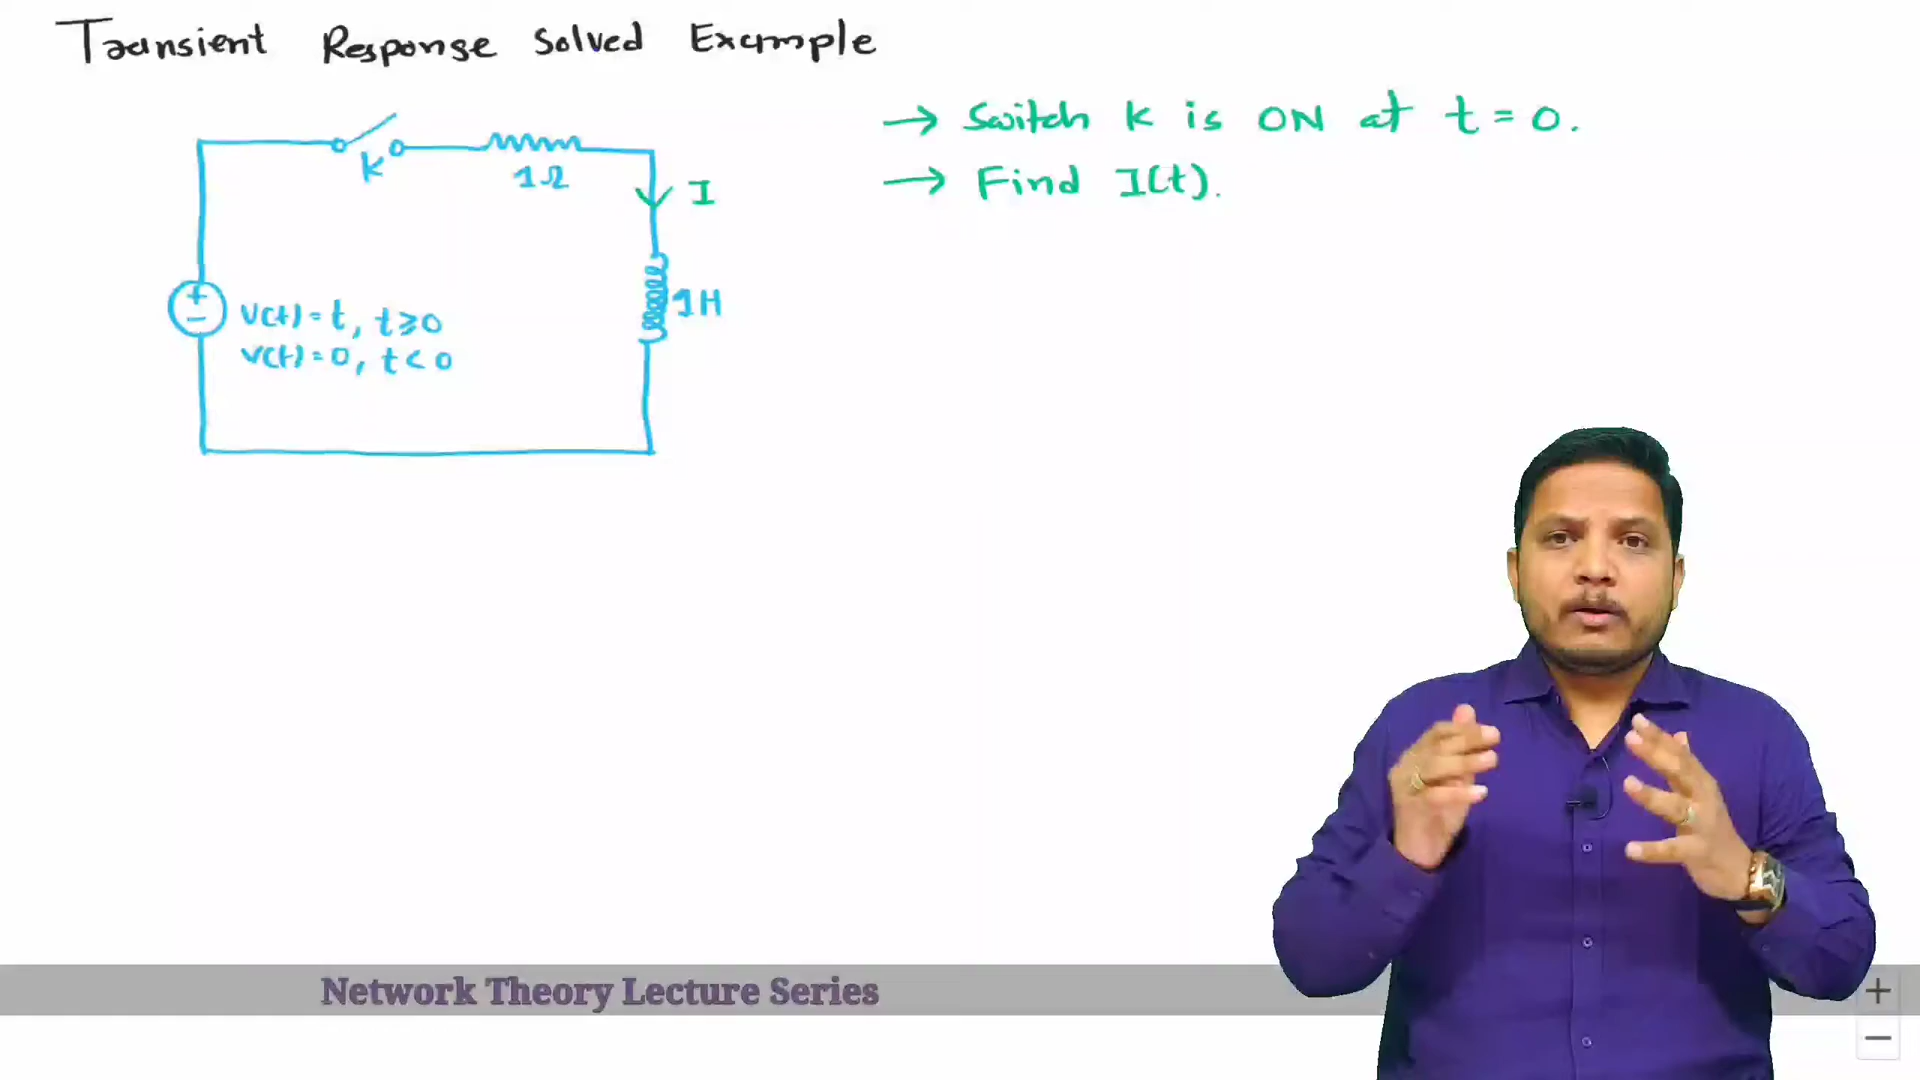 Transient Response Solved Example
→ Switch K is ON at t = 0.
→ Find I(t).
K
1Ω
I
1H
+
−
V(t) = t, t ≥ 0
V(t) = 0, t < 0
Network Theory Lecture Series
+
−